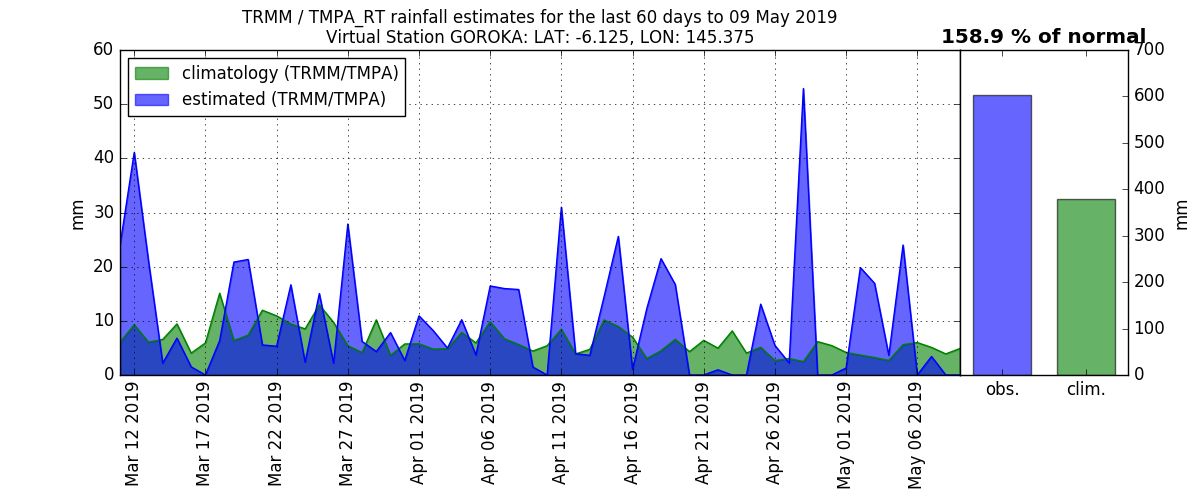 TRMM / TMPA_RT rainfall estimates for the last 60 days to 09 May 2019
Virtual Station GOROKA: LAT: -6.125, LON: 145.375
158.9 % of normal
climatology (TRMM/TMPA)
estimated (TRMM/TMPA)
60
50
40
30
20
10
0
mm
Mar 12 2019
Mar 17 2019
Mar 22 2019
Mar 27 2019
Apr 01 2019
Apr 06 2019
Apr 11 2019
Apr 16 2019
Apr 21 2019
Apr 26 2019
May 01 2019
May 06 2019
obs.
clim.
700
600
500
400
300
200
100
0
mm